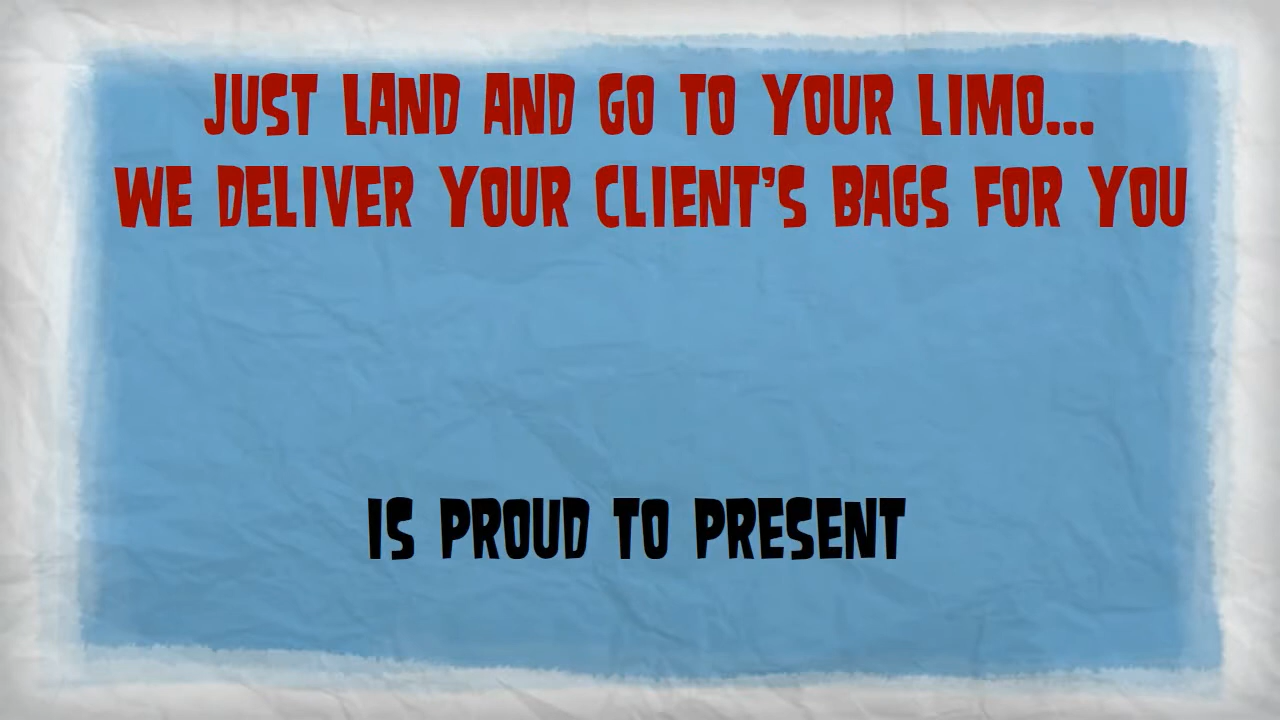 JUST LAND AND GO TO YOUR LIMO...
WE DELIVER YOUR CLIENT'S BAGS FOR YOU
IS PROUD TO PRESENT